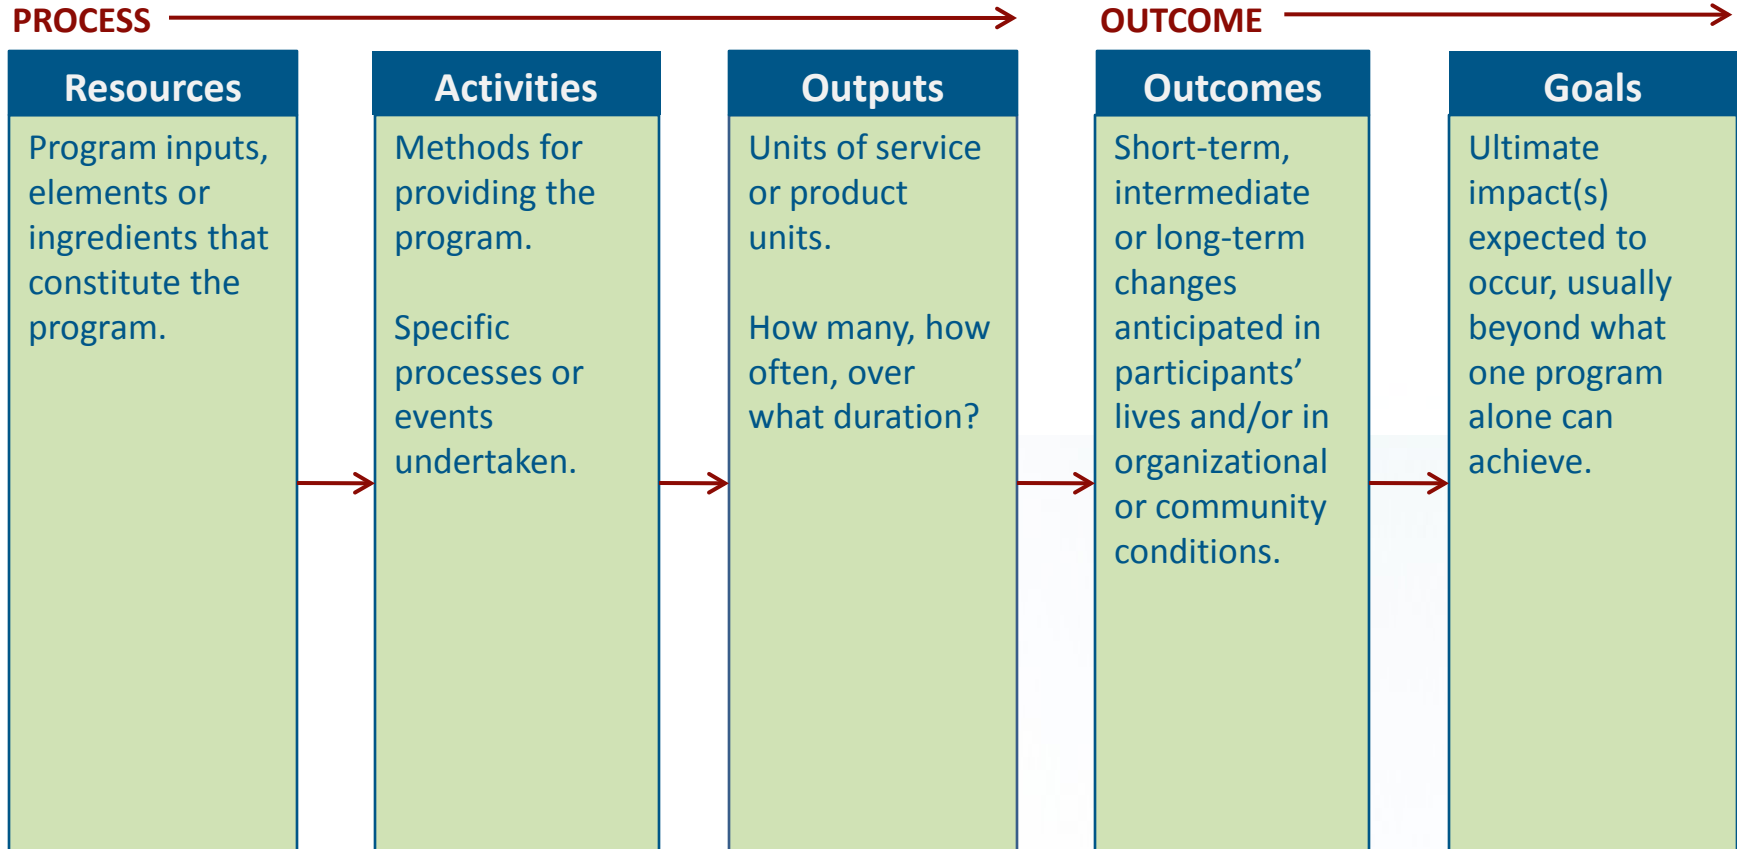 PROCESS
OUTCOME
Resources
Program inputs,
elements or
ingredients that
constitute the
program.
Activities
Methods for
providing the
program.
Specific
processes or
events
undertaken.
Outputs
Units of service
or product
units.
How many, how
often, over
what duration?
Outcomes
Short-term,
intermediate
or long-term
changes
anticipated in
participants’
lives and/or in
organizational
or community
conditions.
Goals
Ultimate
impact(s)
expected to
occur, usually
beyond what
one program
alone can
achieve.